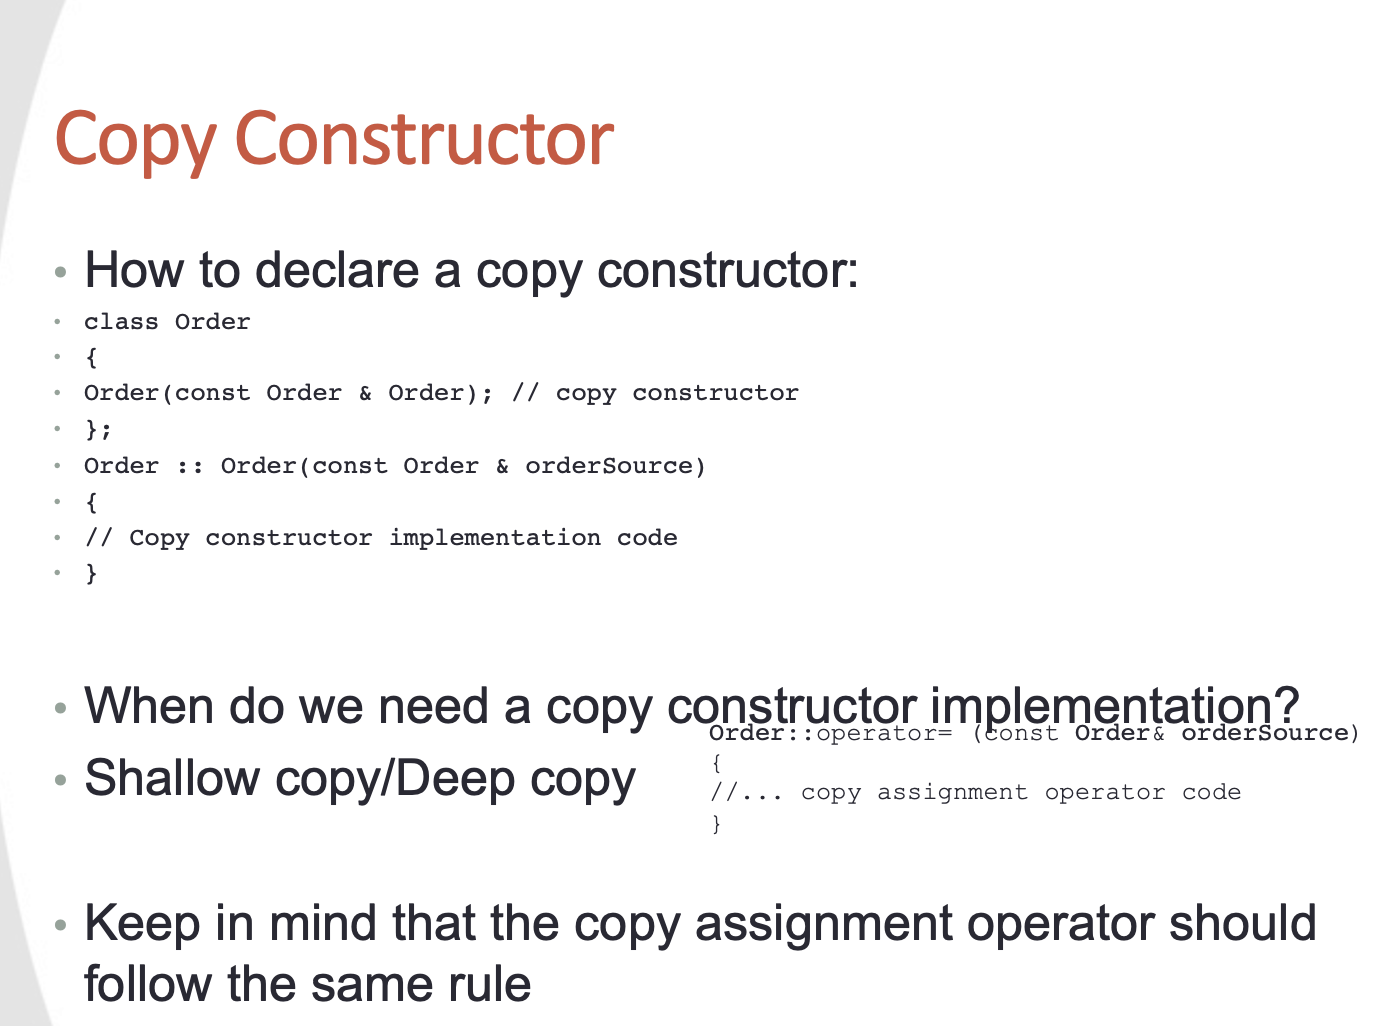 Copy Constructor
• How to declare a copy constructor:
• class Order
• {
• Order(const Order & Order); // copy constructor
• };
• Order :: Order(const Order & orderSource)
• {
• // Copy constructor implementation code
• }
• When do we need a copy constructor implementation?
Order::operator= (const Order& orderSource)
{
• Shallow copy/Deep copy
//... copy assignment operator code
}
• Keep in mind that the copy assignment operator should
follow the same rule